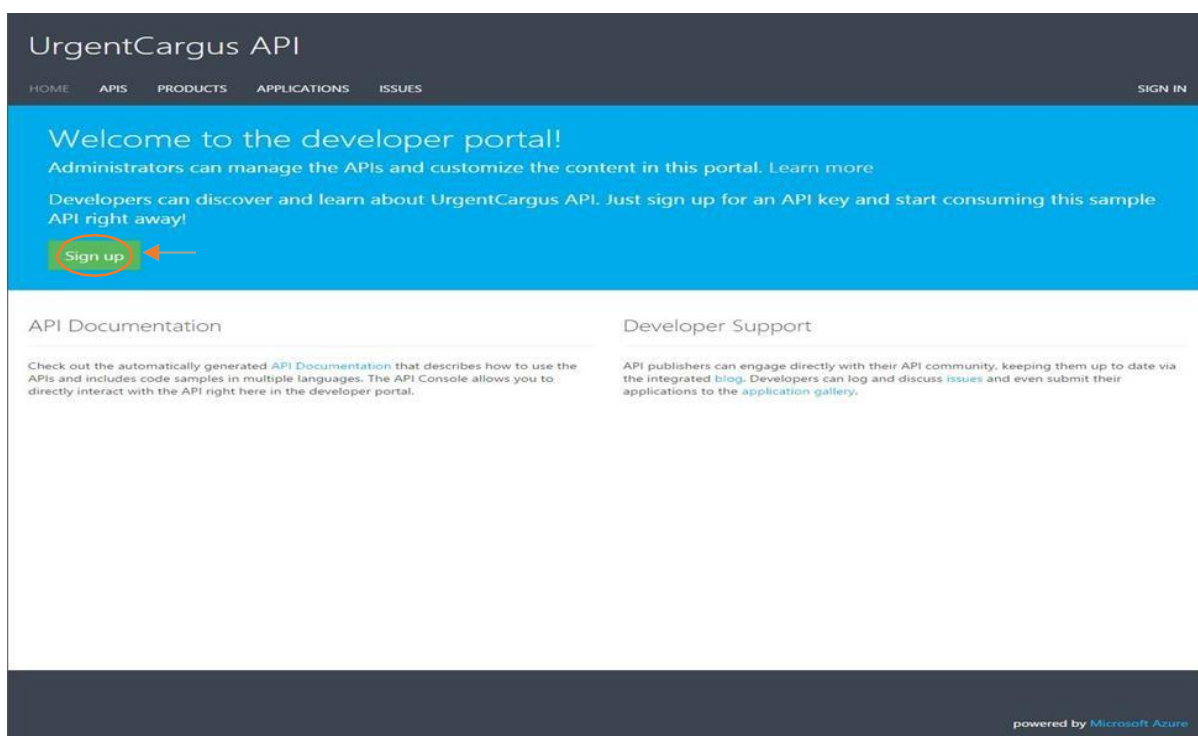 UrgentCargus API
HOME APIS PRODUCTS APPLICATIONS ISSUES SIGN IN
Welcome to the developer portal!
Administrators can manage the APIs and customize the content in this portal. Learn more
Developers can discover and learn about UrgentCargus API. Just sign up for an API key and start consuming this sample
API right away!
Sign up
API Documentation
Check out the automatically generated API Documentation that describes how to use the
APIs and includes code samples in multiple languages. The API Console allows you to
directly interact with the API right here in the developer portal.
Developer Support
API publishers can engage directly with their API community, keeping them up to date via
the integrated blog. Developers can log and discuss issues and even submit their
applications to the application gallery.
powered by Microsoft Azure